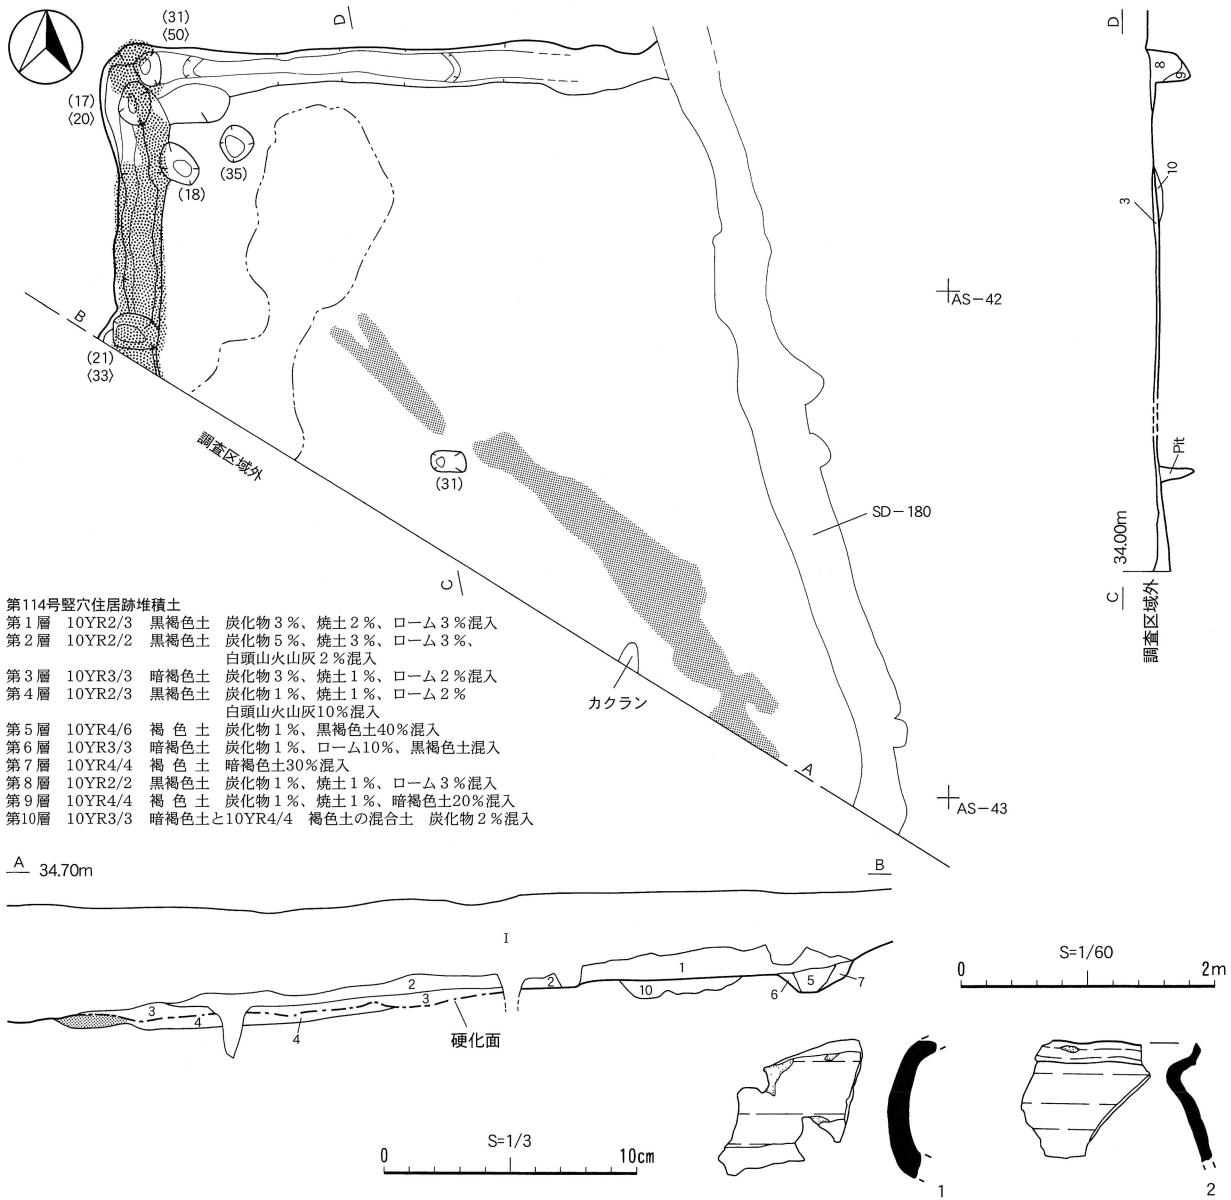 (31)
〈50〉
D
(17)
〈20〉
(35)
(18)
B
(21)
〈33〉
調査区域外
(31)
C
SD－180
AS－42
カクラン
A
AS－43
D
8
9
10
3
Pit
34.00m
C
調査区域外
第114号竪穴住居跡堆積土
第１層　10YR2/3　黒褐色土　炭化物３％、焼土２％、ローム３％混入
第２層　10YR2/2　黒褐色土　炭化物５％、焼土３％、ローム３％、
白頭山火山灰２％混入
第３層　10YR3/3　暗褐色土　炭化物３％、焼土１％、ローム２％混入
第４層　10YR2/3　黒褐色土　炭化物１％、焼土１％、ローム２％
白頭山火山灰10％混入
第５層　10YR4/6　褐 色 土　炭化物１％、黒褐色土40％混入
第６層　10YR3/3　暗褐色土　炭化物１％、ローム10％、黒褐色土混入
第７層　10YR4/4　褐 色 土　暗褐色土30％混入
第８層　10YR2/2　黒褐色土　炭化物１％、焼土１％、ローム３％混入
第９層　10YR4/4　褐 色 土　炭化物１％、焼土１％、暗褐色土20％混入
第10層　10YR3/3　暗褐色土と10YR4/4　褐色土の混合土　炭化物２％混入
A 34.70m
B
I
2
2
1
3
3
4
4
10
6
5
7
硬化面
S=1/60
0 2m
S=1/3
0 10cm
1
2